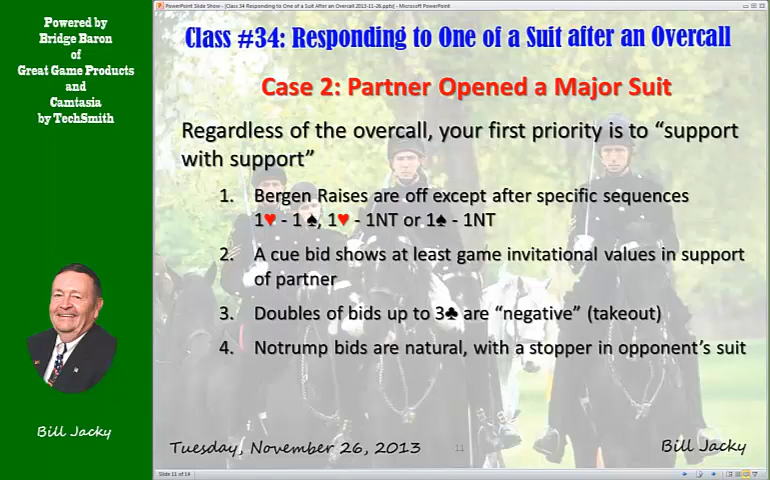 PowerPoint Slide Show - [Class 34 Responding to One of a Suit After an Overcall 2013-11-26.pptx] - Microsoft PowerPoint
Powered by
Bridge Baron
of
Great Game Products
and
Camtasia
by TechSmith
Class #34: Responding to One of a Suit after an Overcall
Case 2: Partner Opened a Major Suit
Regardless of the overcall, your first priority is to “support
with support”
1. Bergen Raises are off except after specific sequences
1♥ - 1 ♠, 1♥ - 1NT or 1♠ - 1NT
2. A cue bid shows at least game invitational values in support
of partner
3. Doubles of bids up to 3♣ are “negative” (takeout)
4. Notrump bids are natural, with a stopper in opponent’s suit
Bill Jacky
Tuesday, November 26, 2013
11
Bill Jacky
Slide 11 of 14